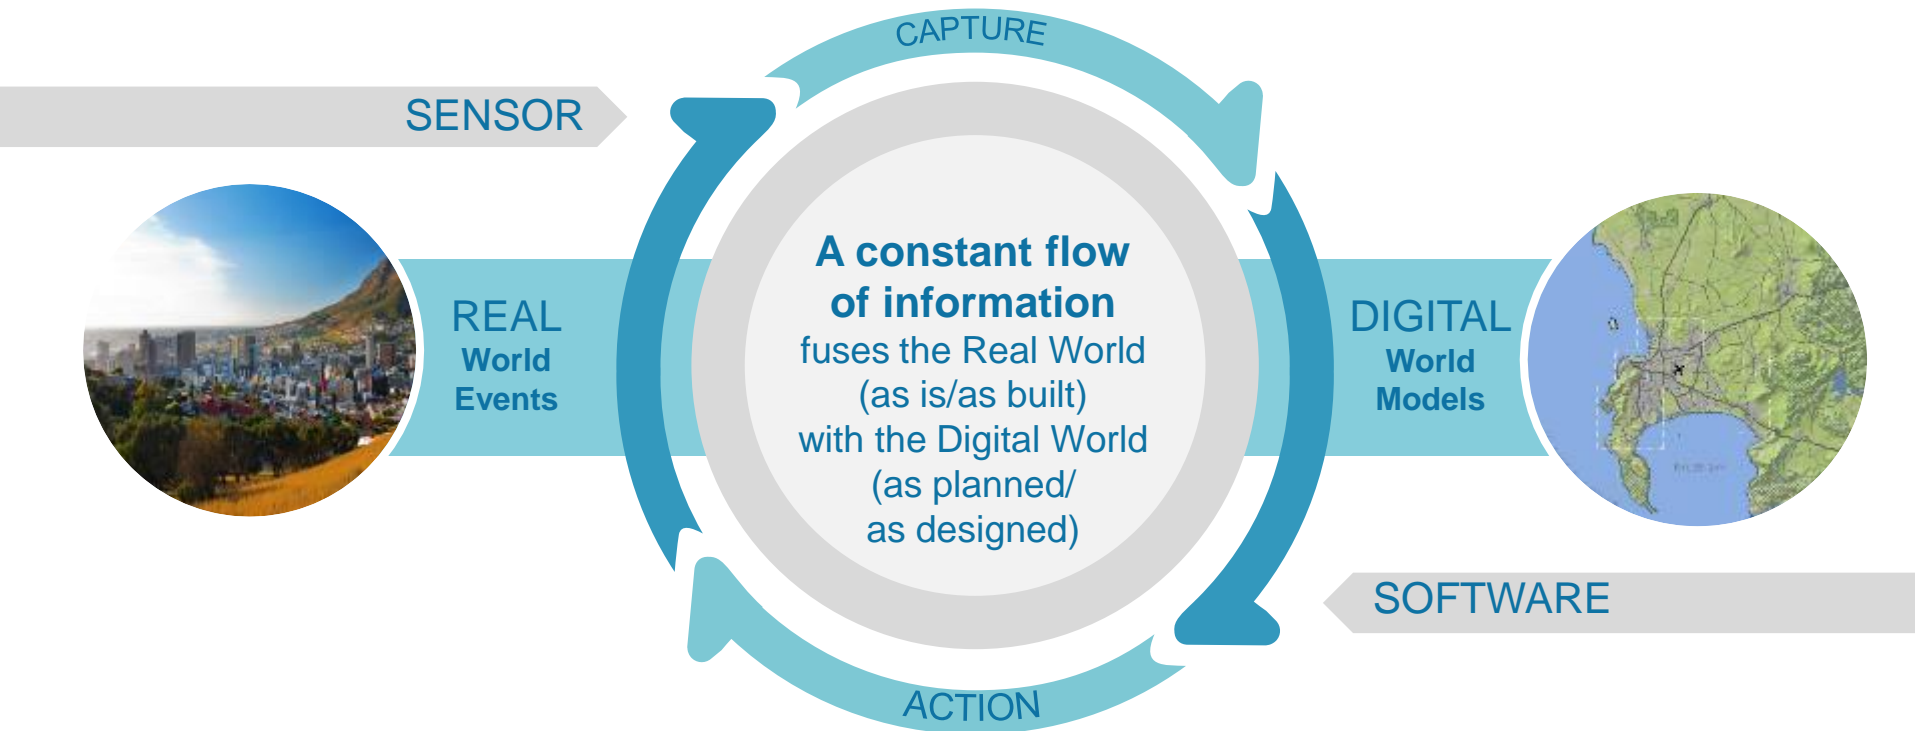 CAPTURE
SENSOR
REAL
World
Events
A constant flow
of information
fuses the Real World
(as is/as built)
with the Digital World
(as planned/
as designed)
DIGITAL
World
Models
SOFTWARE
ACTION